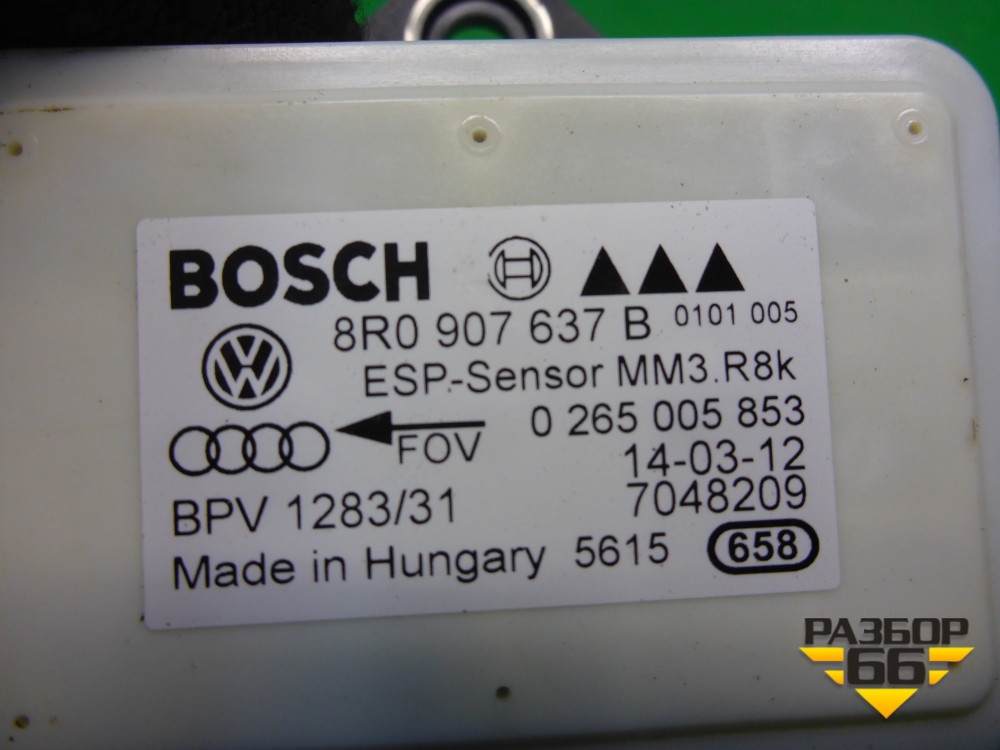 BOSCH
8R0 907 637 B 0101 005
ESP-Sensor MM3.R8k
0 265 005 853
FOV
14-03-12
BPV 1283/31 7048209
Made in Hungary 5615 658
РАЗБОР
66